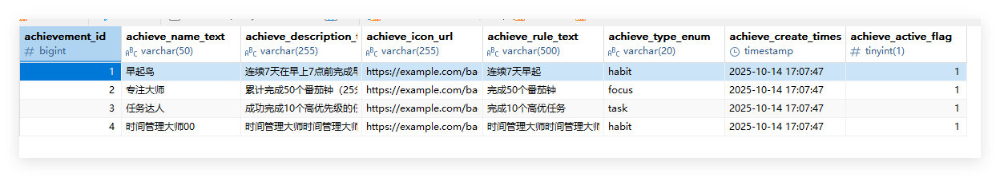 achievement_id achieve_name_text achieve_description_t achieve_icon_url achieve_rule_text achieve_type_enum achieve_create_times achieve_active_flag
# bigint ABC varchar(50) ABC varchar(255) ABC varchar(255) ABC varchar(500) ABC varchar(20) timestamp # tinyint(1)
1 早起鸟 连续7天在早上7点前完成早 https://example.com/ba 连续7天早起 habit 2025-10-14 17:07:47 1
2 专注大师 累计完成50个番茄钟（25分 https://example.com/ba 完成50个番茄钟 focus 2025-10-14 17:07:47 1
3 任务达人 成功完成10个高优先级的任 https://example.com/ba 完成10个高优任务 task 2025-10-14 17:07:47 1
4 时间管理大师00 时间管理大师时间管理大师 https://example.com/ba 时间管理大师时间管理大师 habit 2025-10-14 17:07:47 1